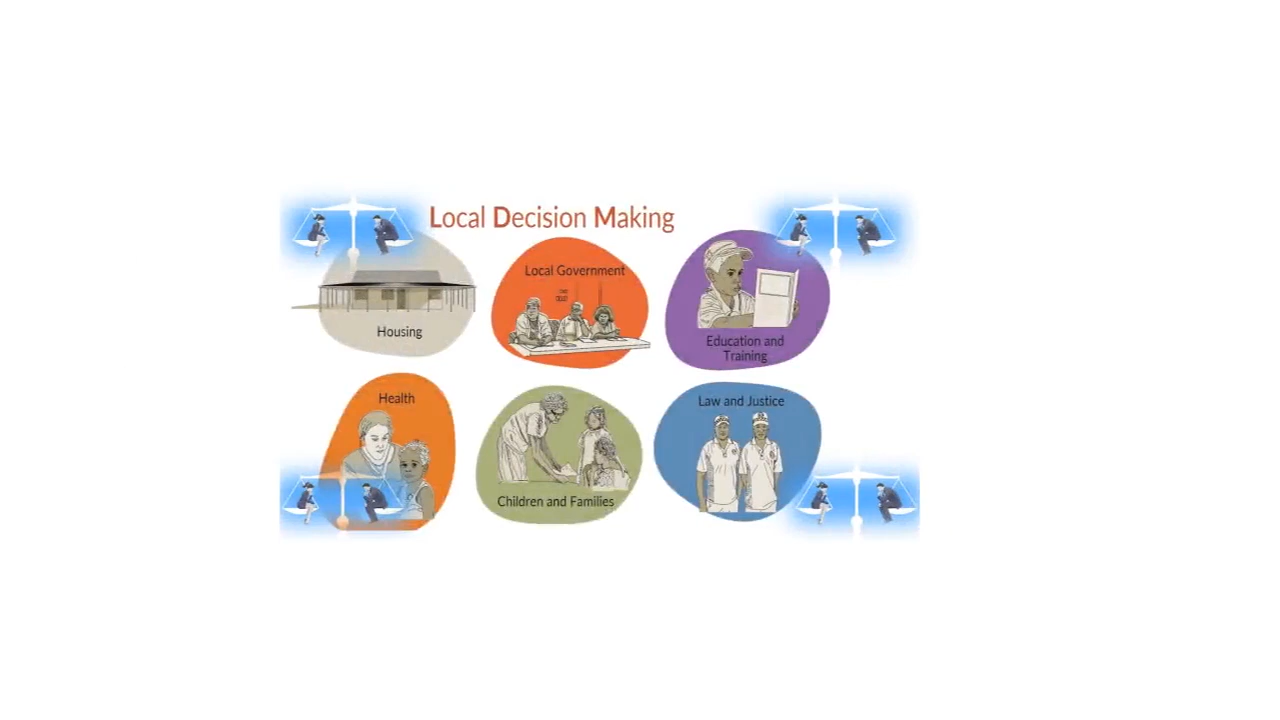 Local Decision Making
Housing
Local Government
Education and
Training
Health
Children and Families
Law and Justice